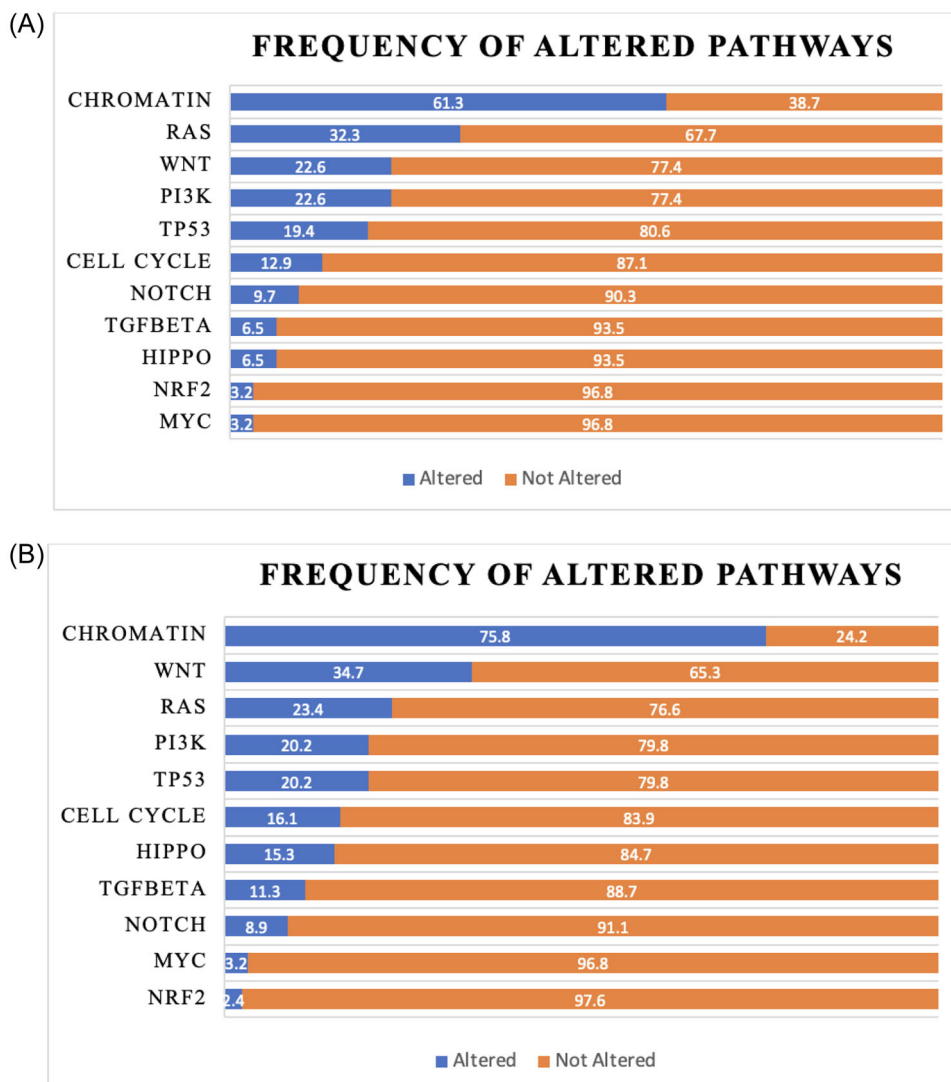 (A)
FREQUENCY OF ALTERED PATHWAYS
CHROMATIN 61.3 38.7
RAS 32.3 67.7
WNT 22.6 77.4
PI3K 22.6 77.4
TP53 19.4 80.6
CELL CYCLE 12.9 87.1
NOTCH 9.7 90.3
TGFBETA 6.5 93.5
HIPPO 6.5 93.5
NRF2 3.2 96.8
MYC 3.2 96.8
Altered Not Altered
(B)
FREQUENCY OF ALTERED PATHWAYS
CHROMATIN 75.8 24.2
WNT 34.7 65.3
RAS 23.4 76.6
PI3K 20.2 79.8
TP53 20.2 79.8
CELL CYCLE 16.1 83.9
HIPPO 15.3 84.7
TGFBETA 11.3 88.7
NOTCH 8.9 91.1
MYC 3.2 96.8
NRF2 2.4 97.6
Altered Not Altered